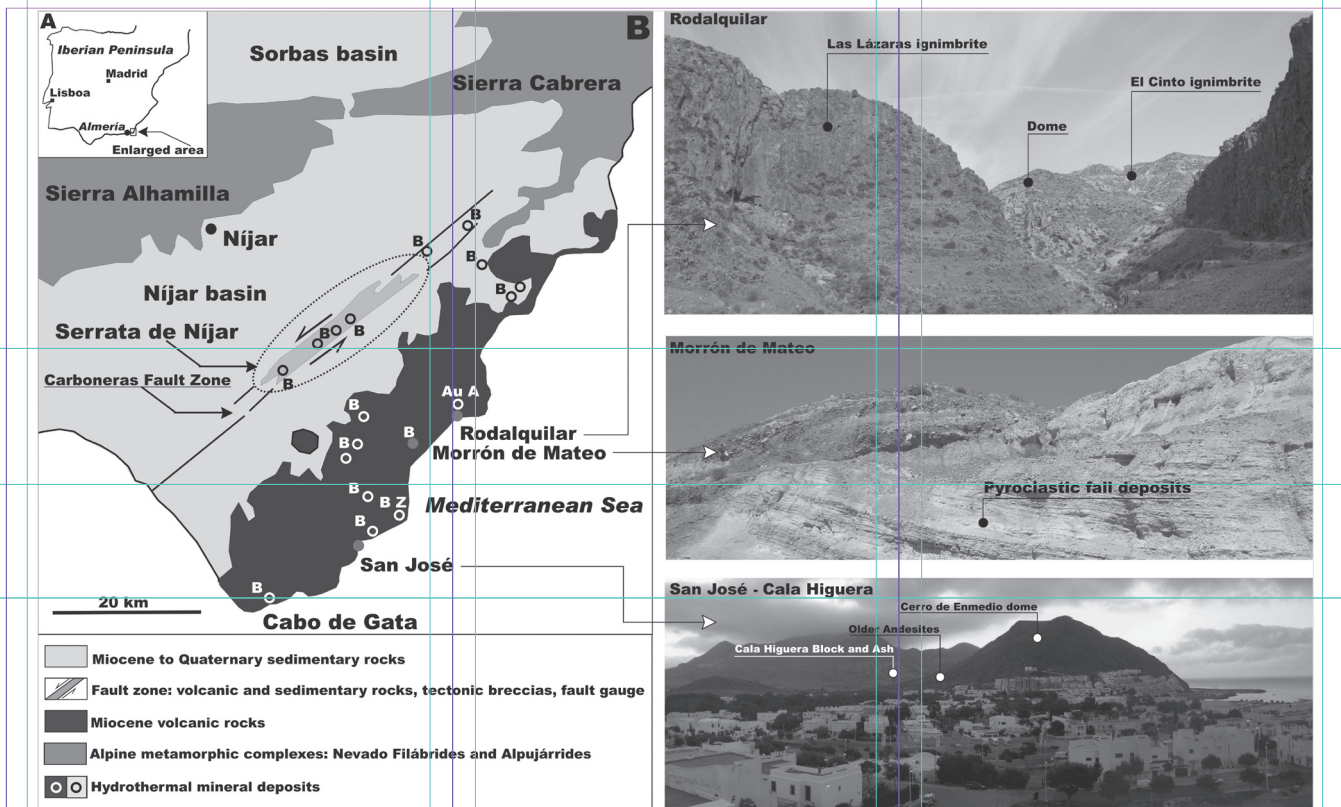 A
Iberian Peninsula
Madrid
Lisboa
Almería
Enlarged area
B
Sorbas basin
Sierra Cabrera
Sierra Alhamilla
Níjar
Níjar basin
Serrata de Níjar
Carboneras Fault Zone
B
B
B
B
B
B
B
Au A
B
B
B
B
B Z
B
B
Rodalquilar
Morrón de Mateo
Mediterranean Sea
San José
20 km
Cabo de Gata
Miocene to Quaternary sedimentary rocks
Fault zone: volcanic and sedimentary rocks, tectonic breccias, fault gauge
Miocene volcanic rocks
Alpine metamorphic complexes: Nevado Filábrides and Alpujárrides
Hydrothermal mineral deposits
Rodalquilar
Las Lázaras ignimbrite
El Cinto ignimbrite
Dome
Morrón de Mateo
Pyroclastic fall deposits
San José - Cala Higuera
Cerro de Enmedio dome
Older Andesites
Cala Higuera Block and Ash